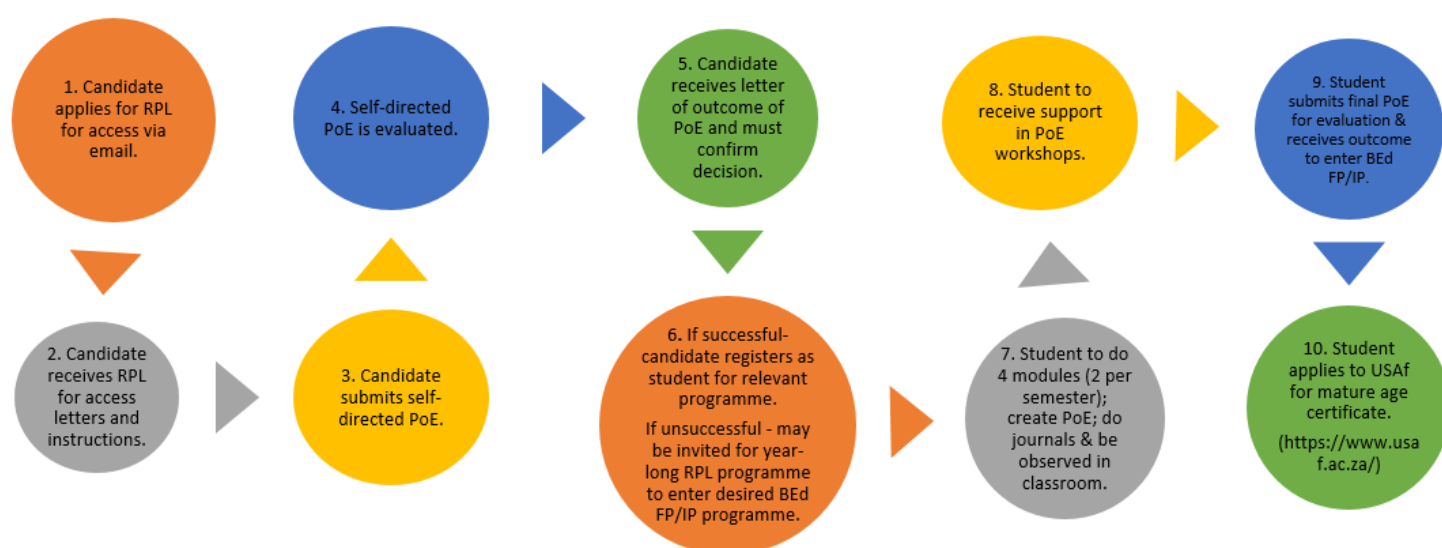 1. Candidate
applies for RPL
for access via
email.
2. Candidate
receives RPL
for access
letters and
instructions.
3. Candidate
submits self-
directed PoE.
4. Self-directed
PoE is evaluated.
5. Candidate
receives letter
of outcome of
PoE and must
confirm
decision.
6. If successful-
candidate registers as
student for relevant
programme.
If unsuccessful - may
be invited for year-
long RPL programme
to enter desired BEd
FP/IP programme.
7. Student to do
4 modules (2 per
semester);
create PoE; do
journals & be
observed in
classroom.
8. Student to
receive support
in PoE
workshops.
9. Student
submits final PoE
for evaluation &
receives outcome
to enter BEd
FP/IP.
10. Student
applies to USAf
for mature age
certificate.
(https://www.usa
f.ac.za/)